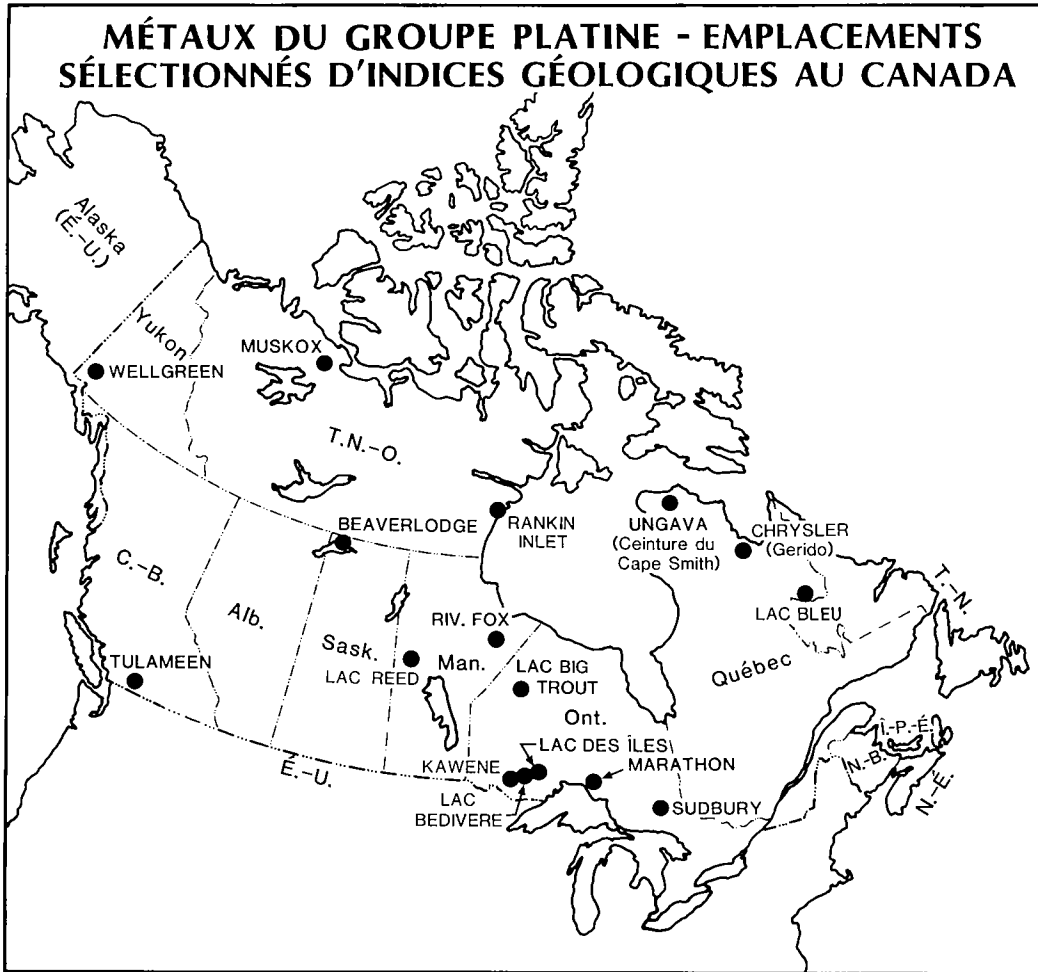 MÉTAUX DU GROUPE PLATINE - EMPLACEMENTS
SÉLECTIONNÉS D'INDICES GÉOLOGIQUES AU CANADA
Alaska
(É.-U.)
Yukon
WELLGREEN
MUSKOX
T.N.-O.
BEAVERLODGE
RANKIN
INLET
UNGAVA
(Ceinture du
Cape Smith)
CHRYSLER
(Gerido)
LAC BLEU
T.-N.
C.-B.
Alb.
Sask.
LAC REED
Man.
RIV. FOX
LAC BIG
TROUT
Ont.
Québec
TULAMEEN
É.-U.
KAWENE
LAC
BEDIVERE
LAC DES ÎLES
MARATHON
SUDBURY
Î.-P.-É.
N.-B.
N.-É.